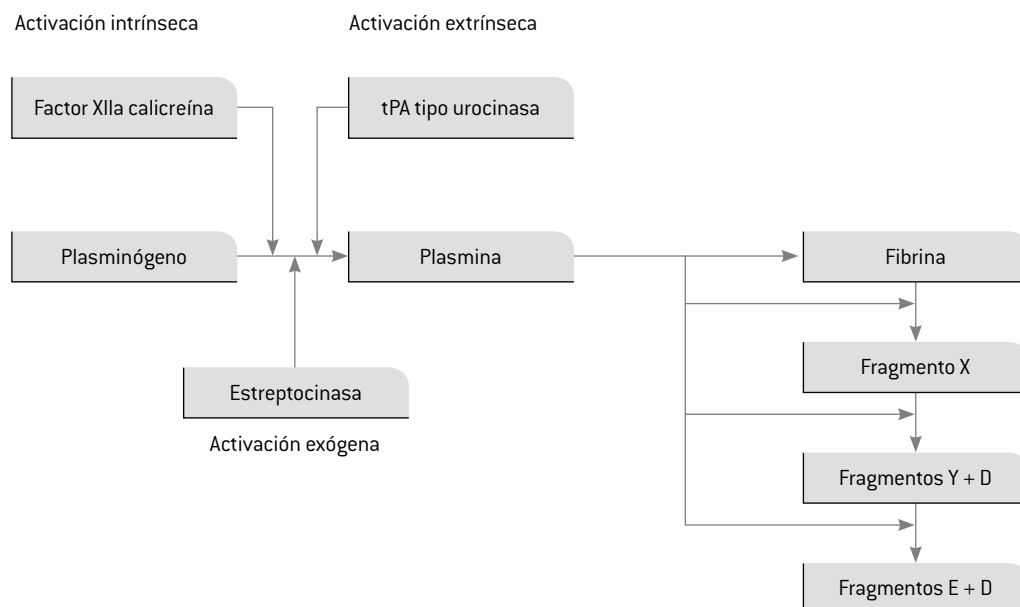 Activación intrínseca
Activación extrínseca
Factor XIIa calicreína
tPA tipo urocinasa
Plasminógeno
Plasmina
Fibrina
Fragmento X
Estreptocinasa
Activación exógena
Fragmentos Y + D
Fragmentos E + D